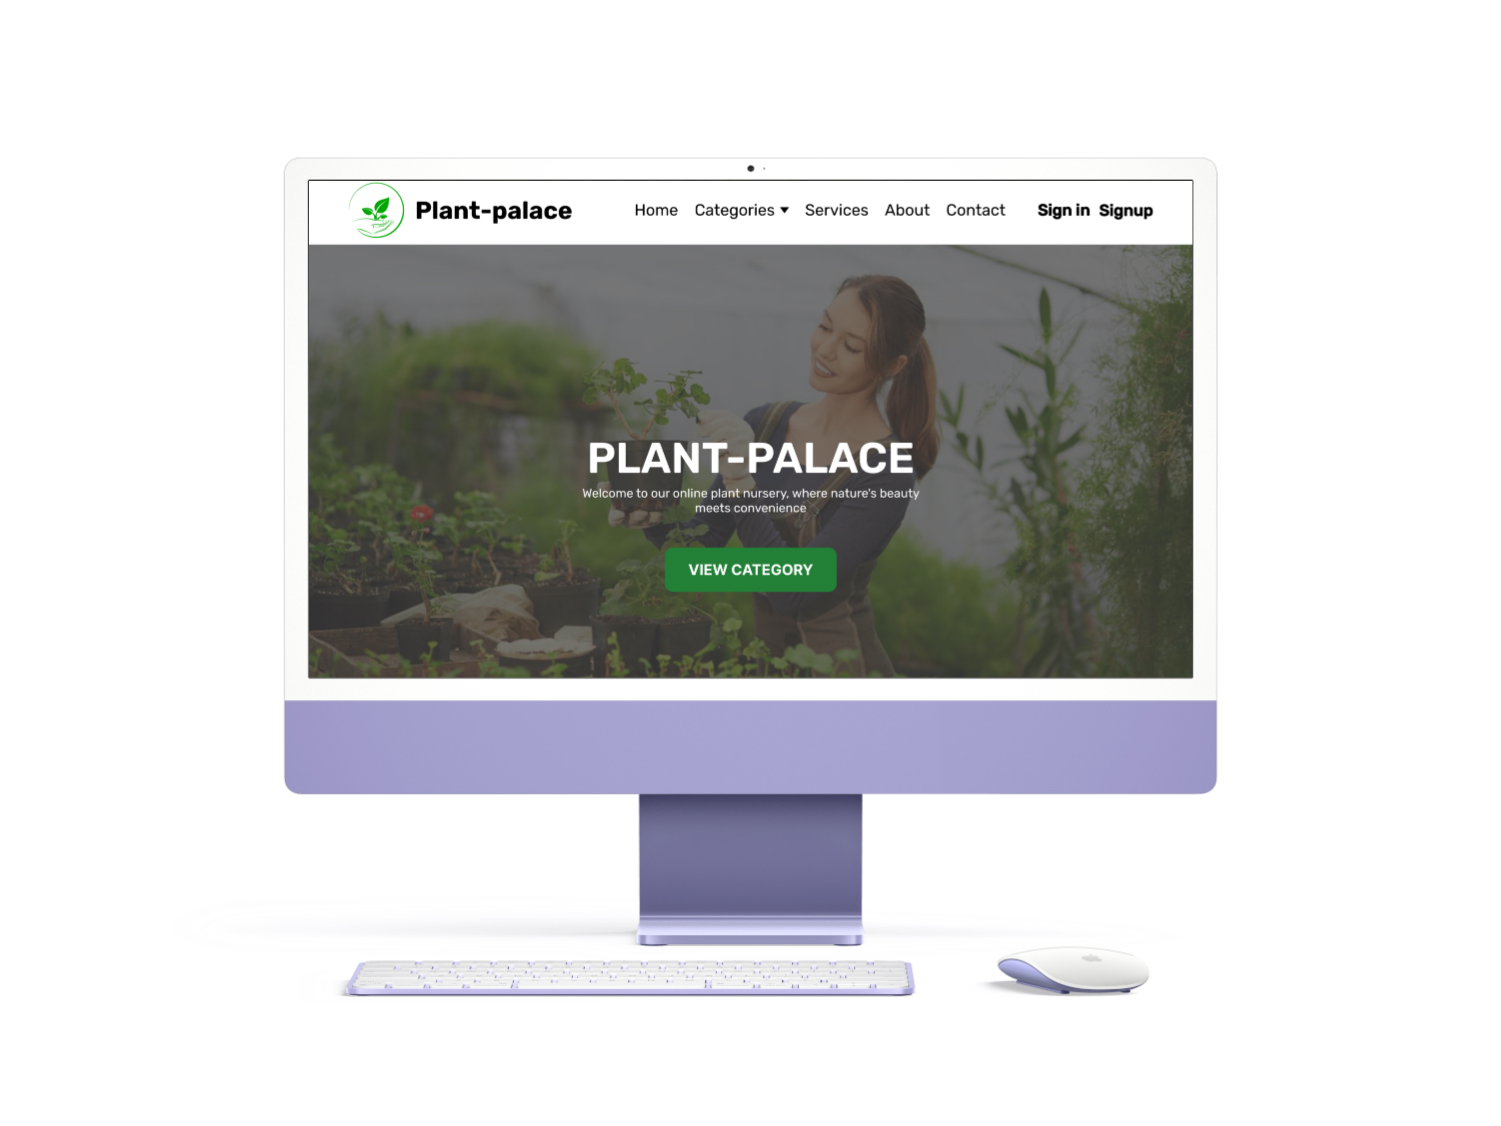 Plant-palace
Home Categories Services About Contact Sign in Signup
PLANT-PALACE
Welcome to our online plant nursery, where nature's beauty
meets convenience
VIEW CATEGORY